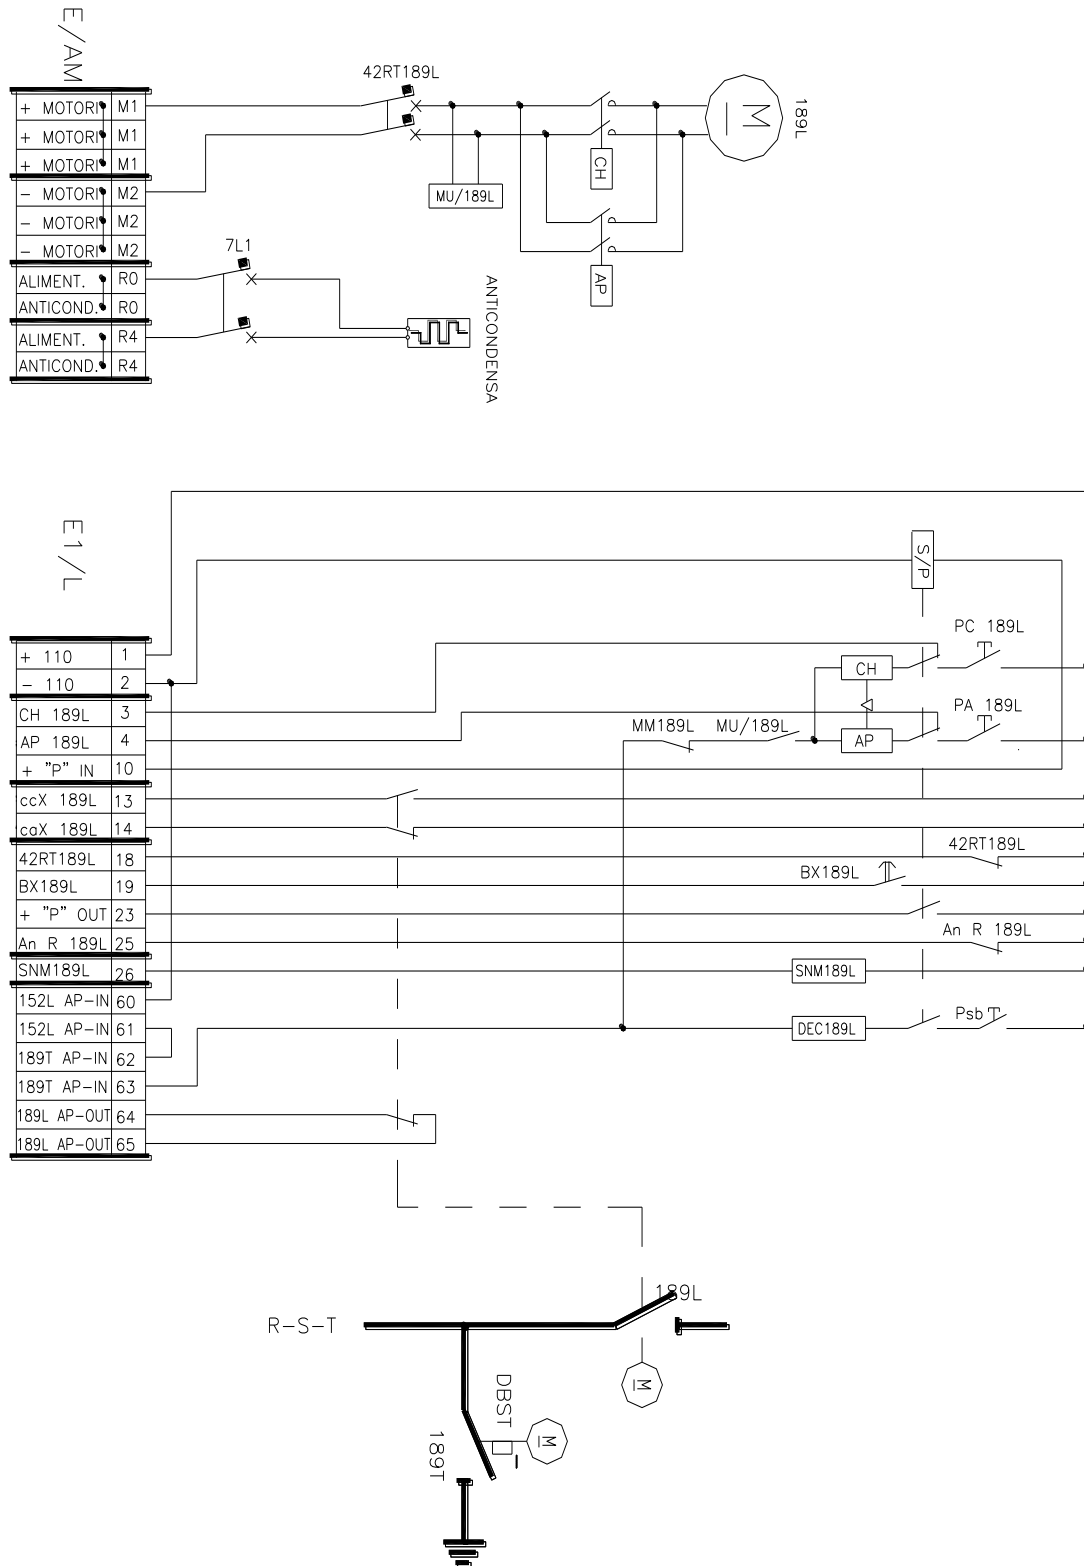 E/AM
42RT189L
189L
M
+ MOTORI M1
+ MOTORI M1
+ MOTORI M1
- MOTORI M2
- MOTORI M2
- MOTORI M2
ALIMENT. R0
ANTICOND. R0
ALIMENT. R4
ANTICOND. R4
CH
MU/189L
7L1
AP
ANTICONDENSA
E1/L
S/P
+ 110 1
- 110 2
CH 189L 3
AP 189L 4
+ "P" IN 10
ccX 189L 13
caX 189L 14
42RT189L 18
BX189L 19
+ "P" OUT 23
An R 189L 25
SNM189L 26
152L AP-IN 60
152L AP-IN 61
189T AP-IN 62
189T AP-IN 63
189L AP-OUT 64
189L AP-OUT 65
PC 189L
CH
PA 189L
MM189L MU/189L
AP
42RT189L
BX189L
An R 189L
SNM189L
Psb
DEC189L
189L
R-S-T
M
DBST
M
189T